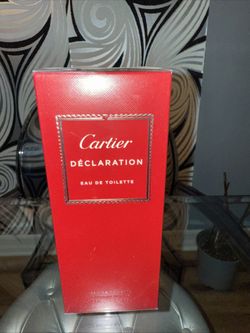 Cartier
DÉCLARATION
EAU DE TOILETTE